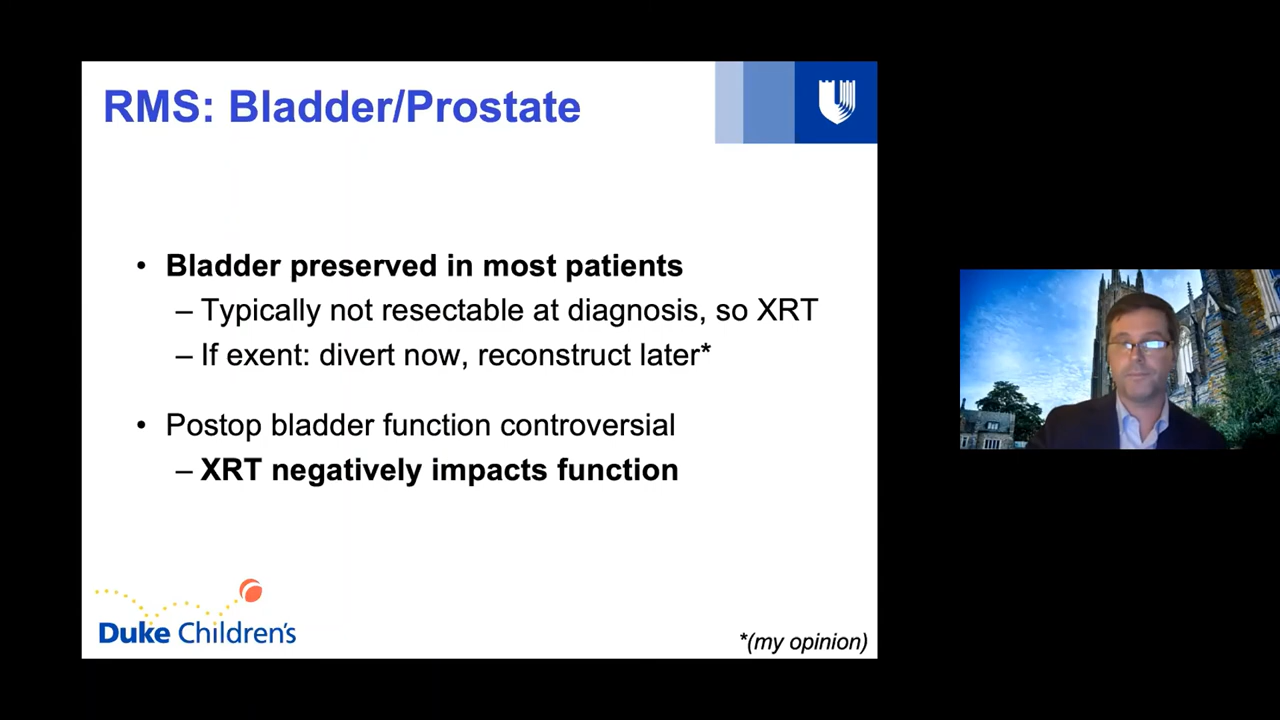 RMS: Bladder/Prostate
• Bladder preserved in most patients
– Typically not resectable at diagnosis, so XRT
– If exent: divert now, reconstruct later*
• Postop bladder function controversial
– XRT negatively impacts function
Duke Children's
*(my opinion)